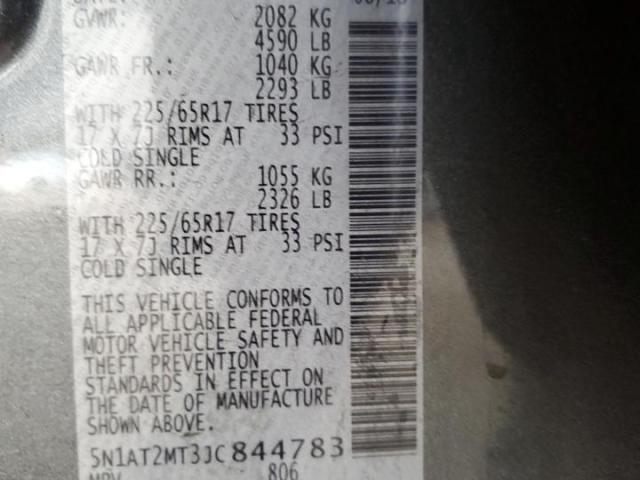 GVWR: 2082 KG
4590 LB
GAWR FR.: 1040 KG
2293 LB
WITH 225/65R17 TIRES
17 X 7J RIMS AT 33 PSI
COLD SINGLE
GAWR RR.: 1055 KG
2326 LB
WITH 225/65R17 TIRES
17 X 7J RIMS AT 33 PSI
COLD SINGLE
THIS VEHICLE CONFORMS TO
ALL APPLICABLE FEDERAL
MOTOR VEHICLE SAFETY AND
THEFT PREVENTION
STANDARDS IN EFFECT ON
THE DATE OF MANUFACTURE
SHOWN ABOVE.
5N1AT2MT3JC844783
MPV 806